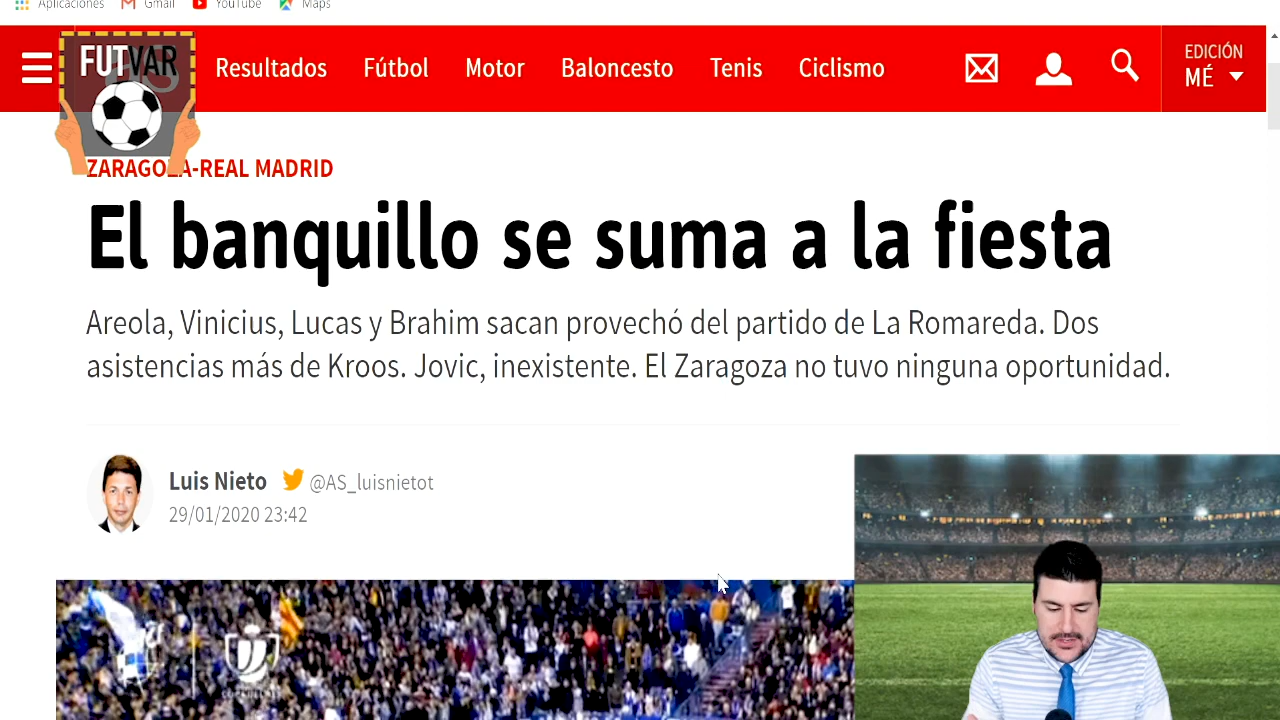 Aplicaciones Gmail YouTube Maps
FUTVAR
Resultados Fútbol Motor Baloncesto Tenis Ciclismo
EDICIÓN
MÉ
ZARAGOZA-REAL MADRID
El banquillo se suma a la fiesta
Areola, Vinicius, Lucas y Brahim sacan provechó del partido de La Romareda. Dos
asistencias más de Kroos. Jovic, inexistente. El Zaragoza no tuvo ninguna oportunidad.
Luis Nieto @AS_luisnietot
29/01/2020 23:42